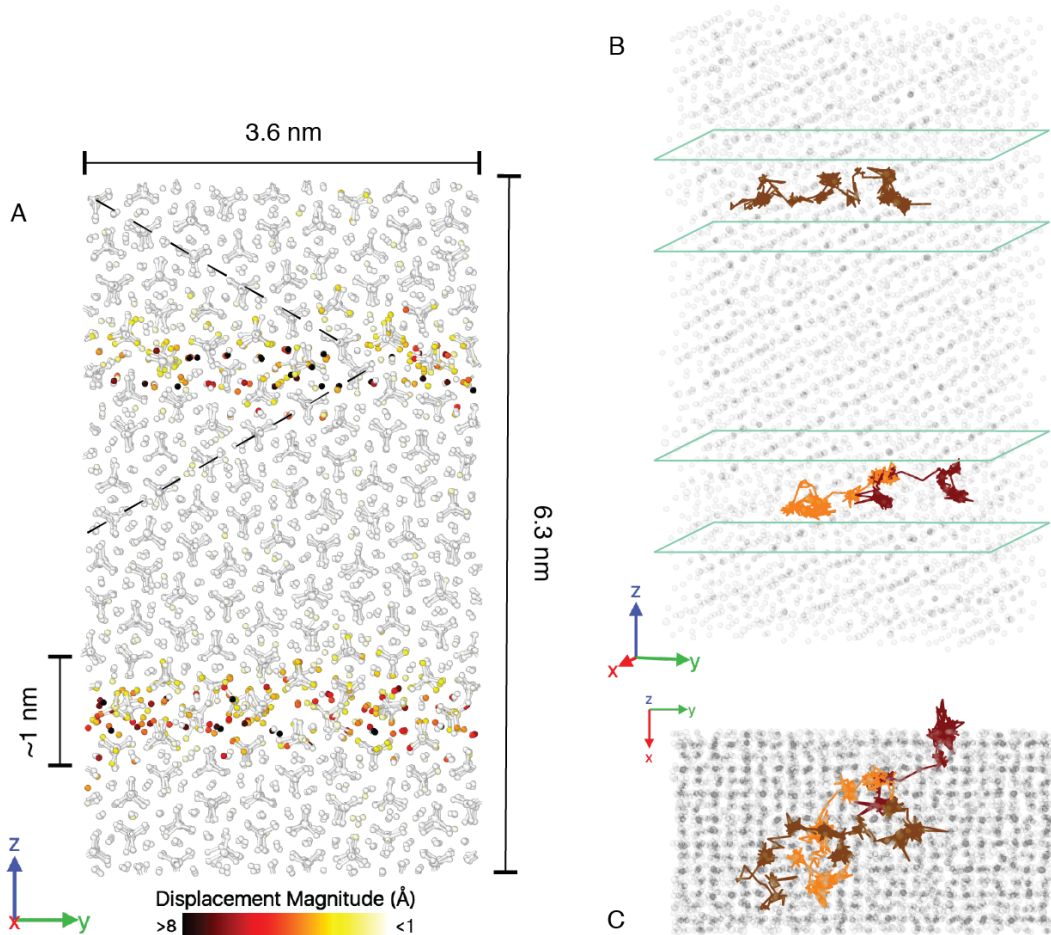 A
3.6 nm
6.3 nm
~1 nm
z
x
y
Displacement Magnitude (Å)
>8
<1
B
z
x
y
z
y
x
C